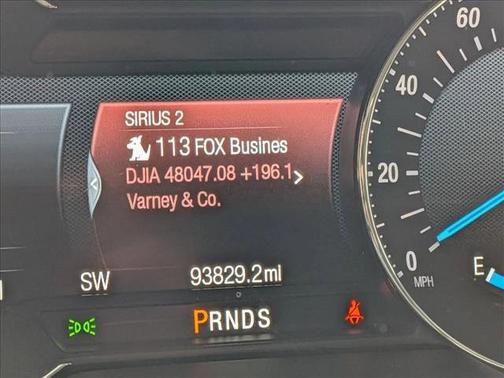 SIRIUS 2
113 FOX Busines
DJIA 48047.08 +196.1
Varney & Co.
SW 93829.2mi
PRNDS
60
40
20
0
MPH
E